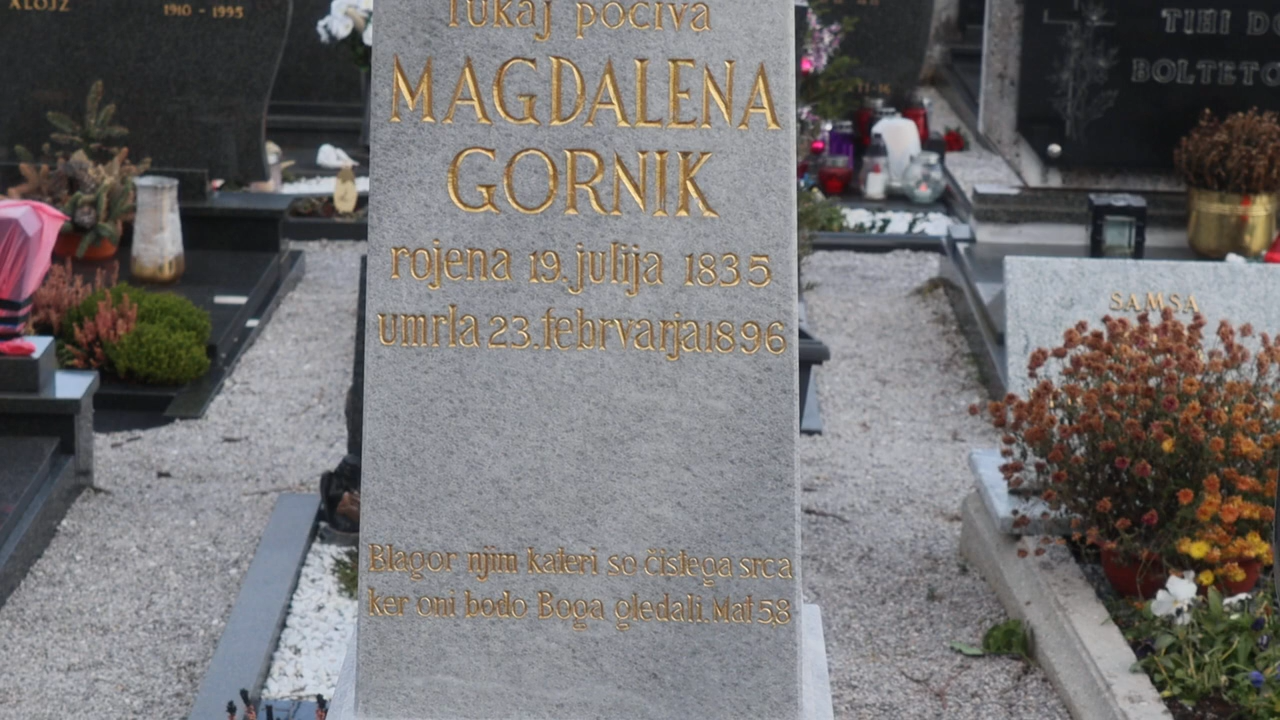 ALOJZ
1910 - 1995
Tukaj počiva
MAGDALENA
GORNIK
rojena 19. julija 1835
umrla 23. febrvarja 1896
Blagor njim kateri so čistega srca
ker oni bodo Boga gledali. Mat 5,8
TIHI DO
BOLTETO
SAMSA